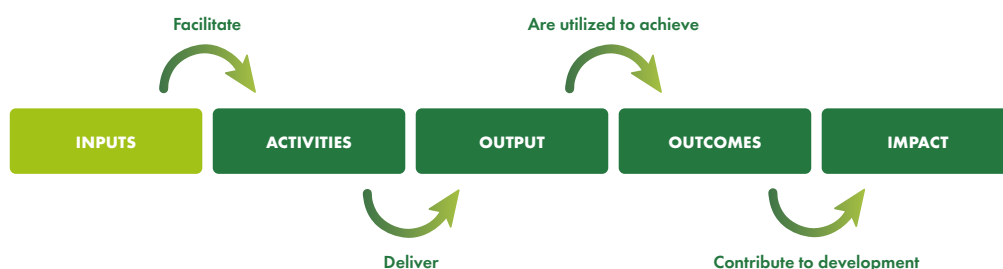 Facilitate
Are utilized to achieve
INPUTS
ACTIVITIES
OUTPUT
OUTCOMES
IMPACT
Deliver
Contribute to development